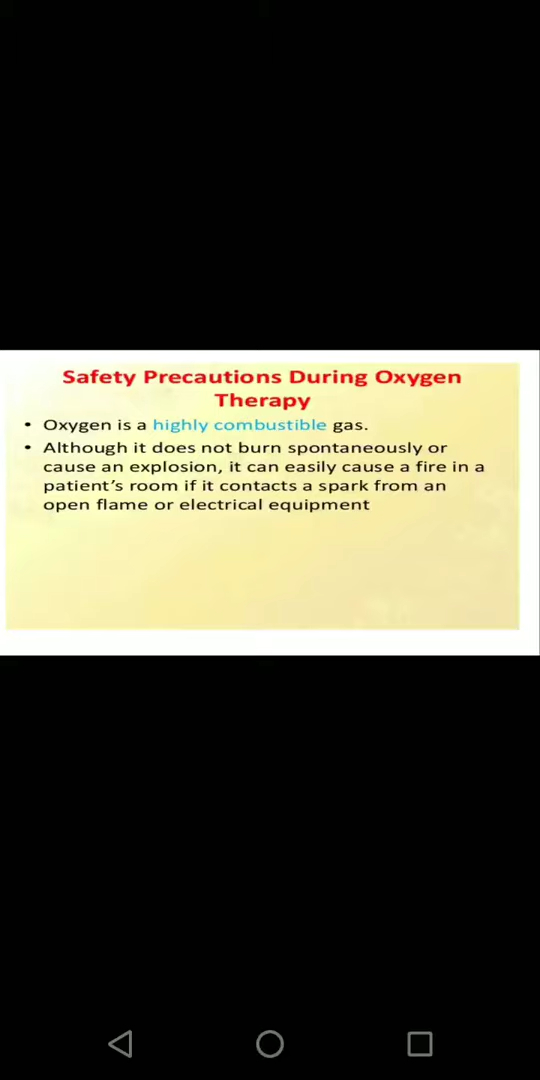 Safety Precautions During Oxygen
Therapy
• Oxygen is a highly combustible gas.
• Although it does not burn spontaneously or
cause an explosion, it can easily cause a fire in a
patient’s room if it contacts a spark from an
open flame or electrical equipment